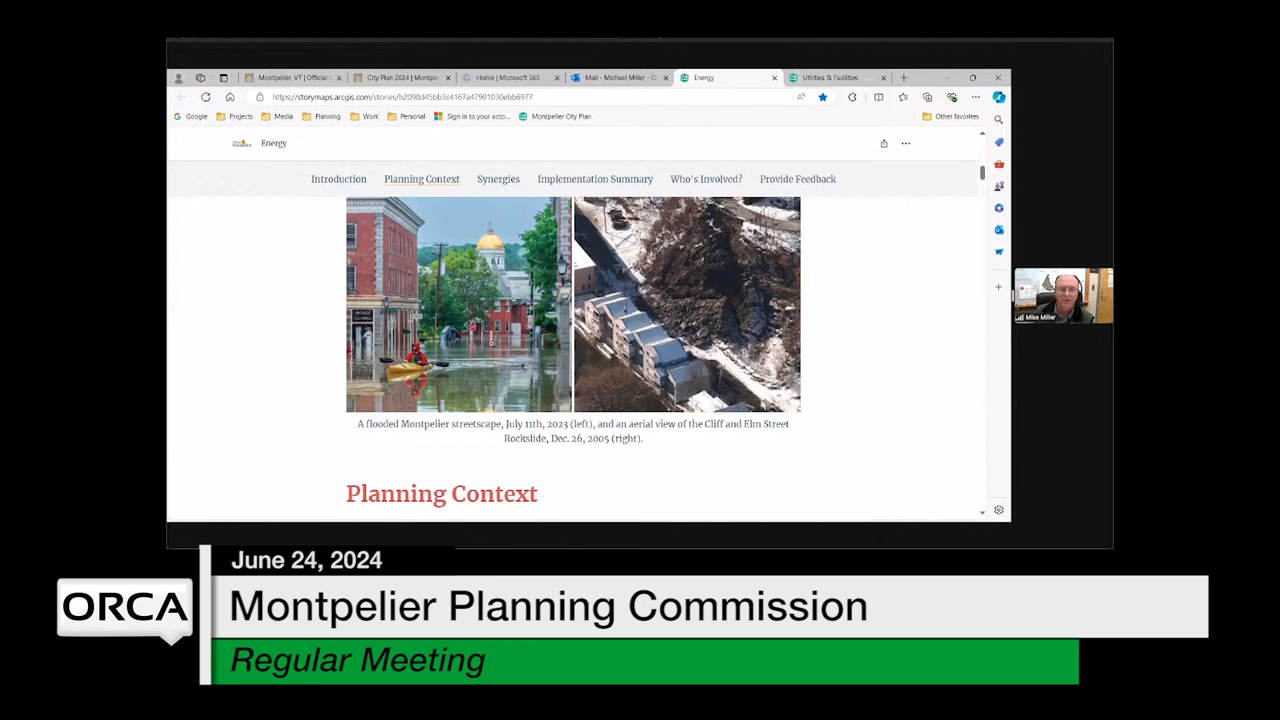 Montpelier, VT | Official
City Plan 2024 | Montpe
Home | Microsoft 365
Mail - Michael Miller - O
Energy
Utilities & Facilities
https://storymaps.arcgis.com/stories/b2098d45bb3c4167a47901030ebb6977
Google
Projects
Media
Planning
Work
Personal
Sign in to your acco...
Montpelier City Plan
Other favorites
Energy
Introduction
Planning Context
Synergies
Implementation Summary
Who's Involved?
Provide Feedback
A flooded Montpelier streetscape, July 11th, 2023 (left), and an aerial view of the Cliff and Elm Street
Rockslide, Dec. 26, 2005 (right).
Planning Context
Mike Miller
June 24, 2024
ORCA
Montpelier Planning Commission
Regular Meeting